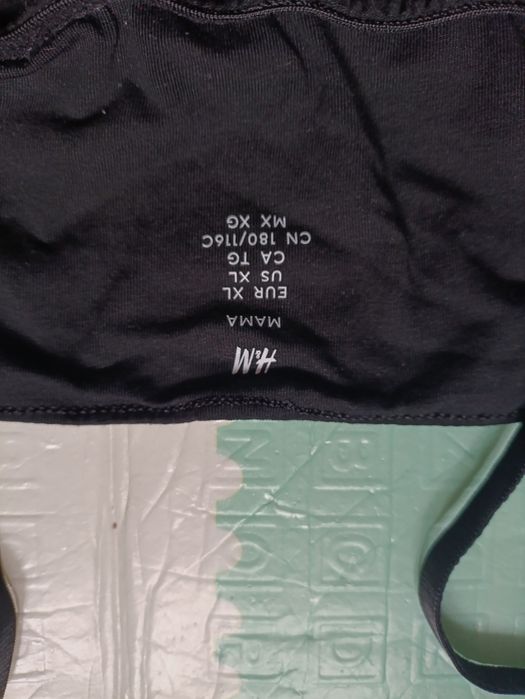 H&M
MAMA
EUR XL
US XL
CA TG
CN 180/116C
MX XG